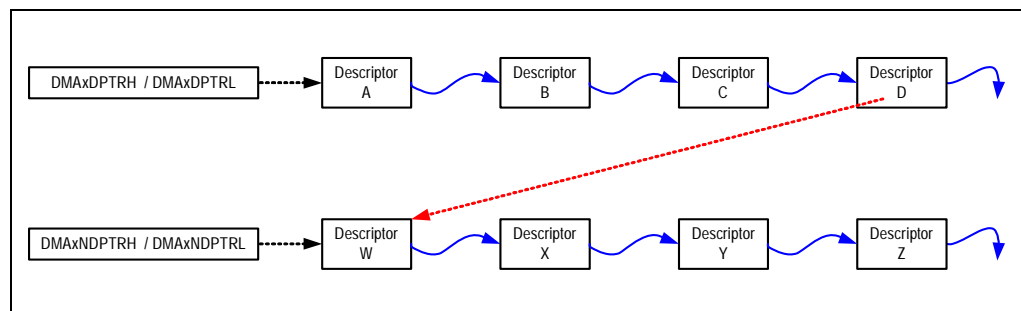 DMAxDPTRH / DMAxDPTRL
Descriptor
A
Descriptor
B
Descriptor
C
Descriptor
D
DMAxNDPTRH / DMAxNDPTRL
Descriptor
W
Descriptor
X
Descriptor
Y
Descriptor
Z